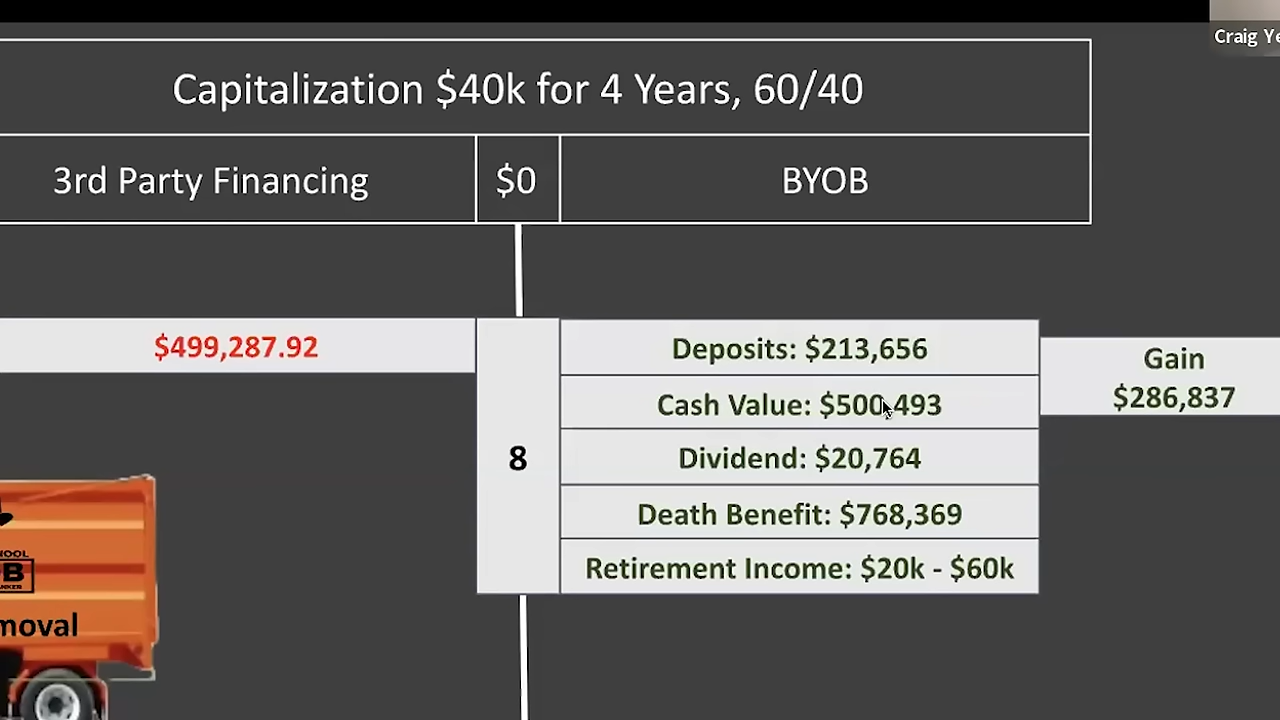 Craig Ye
Capitalization $40k for 4 Years, 60/40
3rd Party Financing
$0
BYOB
$499,287.92
8
Deposits: $213,656
Cash Value: $500,493
Dividend: $20,764
Death Benefit: $768,369
Retirement Income: $20k - $60k
Gain
$286,837
OOL
OB
moval